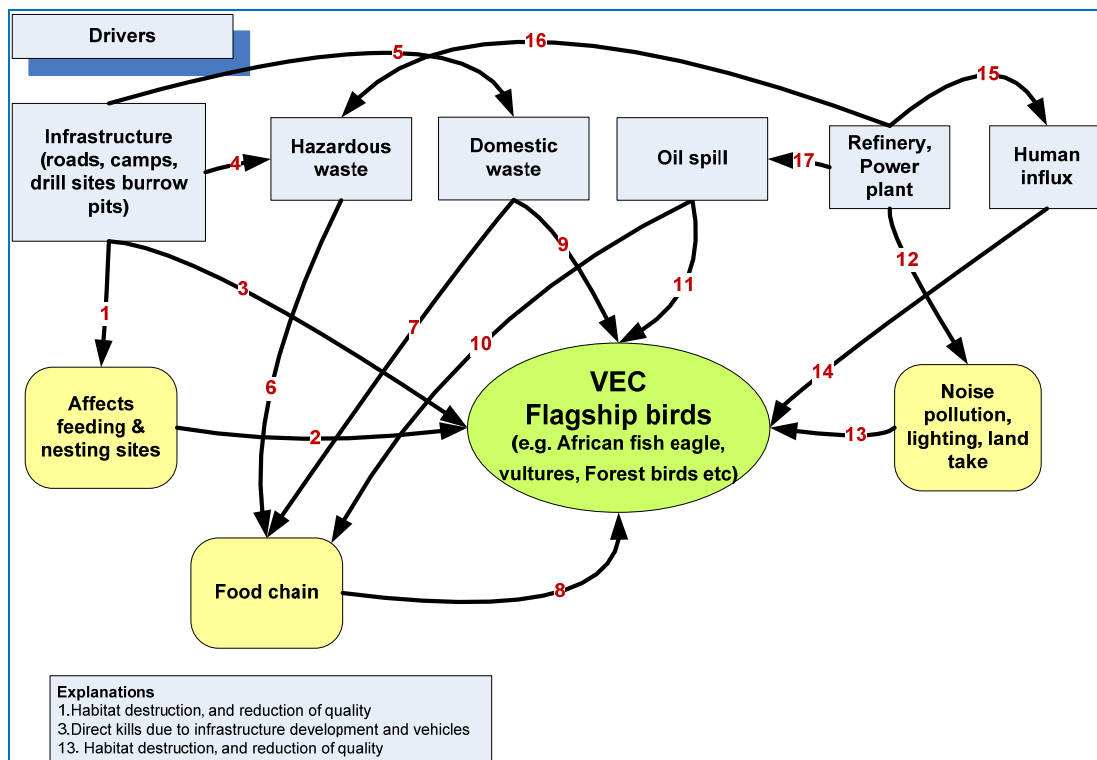 Drivers
5
16
15
Infrastructure
(roads, camps,
drill sites burrow
pits)
4
Hazardous
waste
Domestic
waste
Oil spill
17
Refinery,
Power
plant
Human
influx
1
3
9
11
12
7
10
6
14
Affects
feeding &
nesting sites
2
VEC
Flagship birds
(e.g. African fish eagle,
vultures, Forest birds etc)
13
Noise
pollution,
lighting, land
take
Food chain
8
Explanations
1.Habitat destruction, and reduction of quality
3.Direct kills due to infrastructure development and vehicles
13. Habitat destruction, and reduction of quality